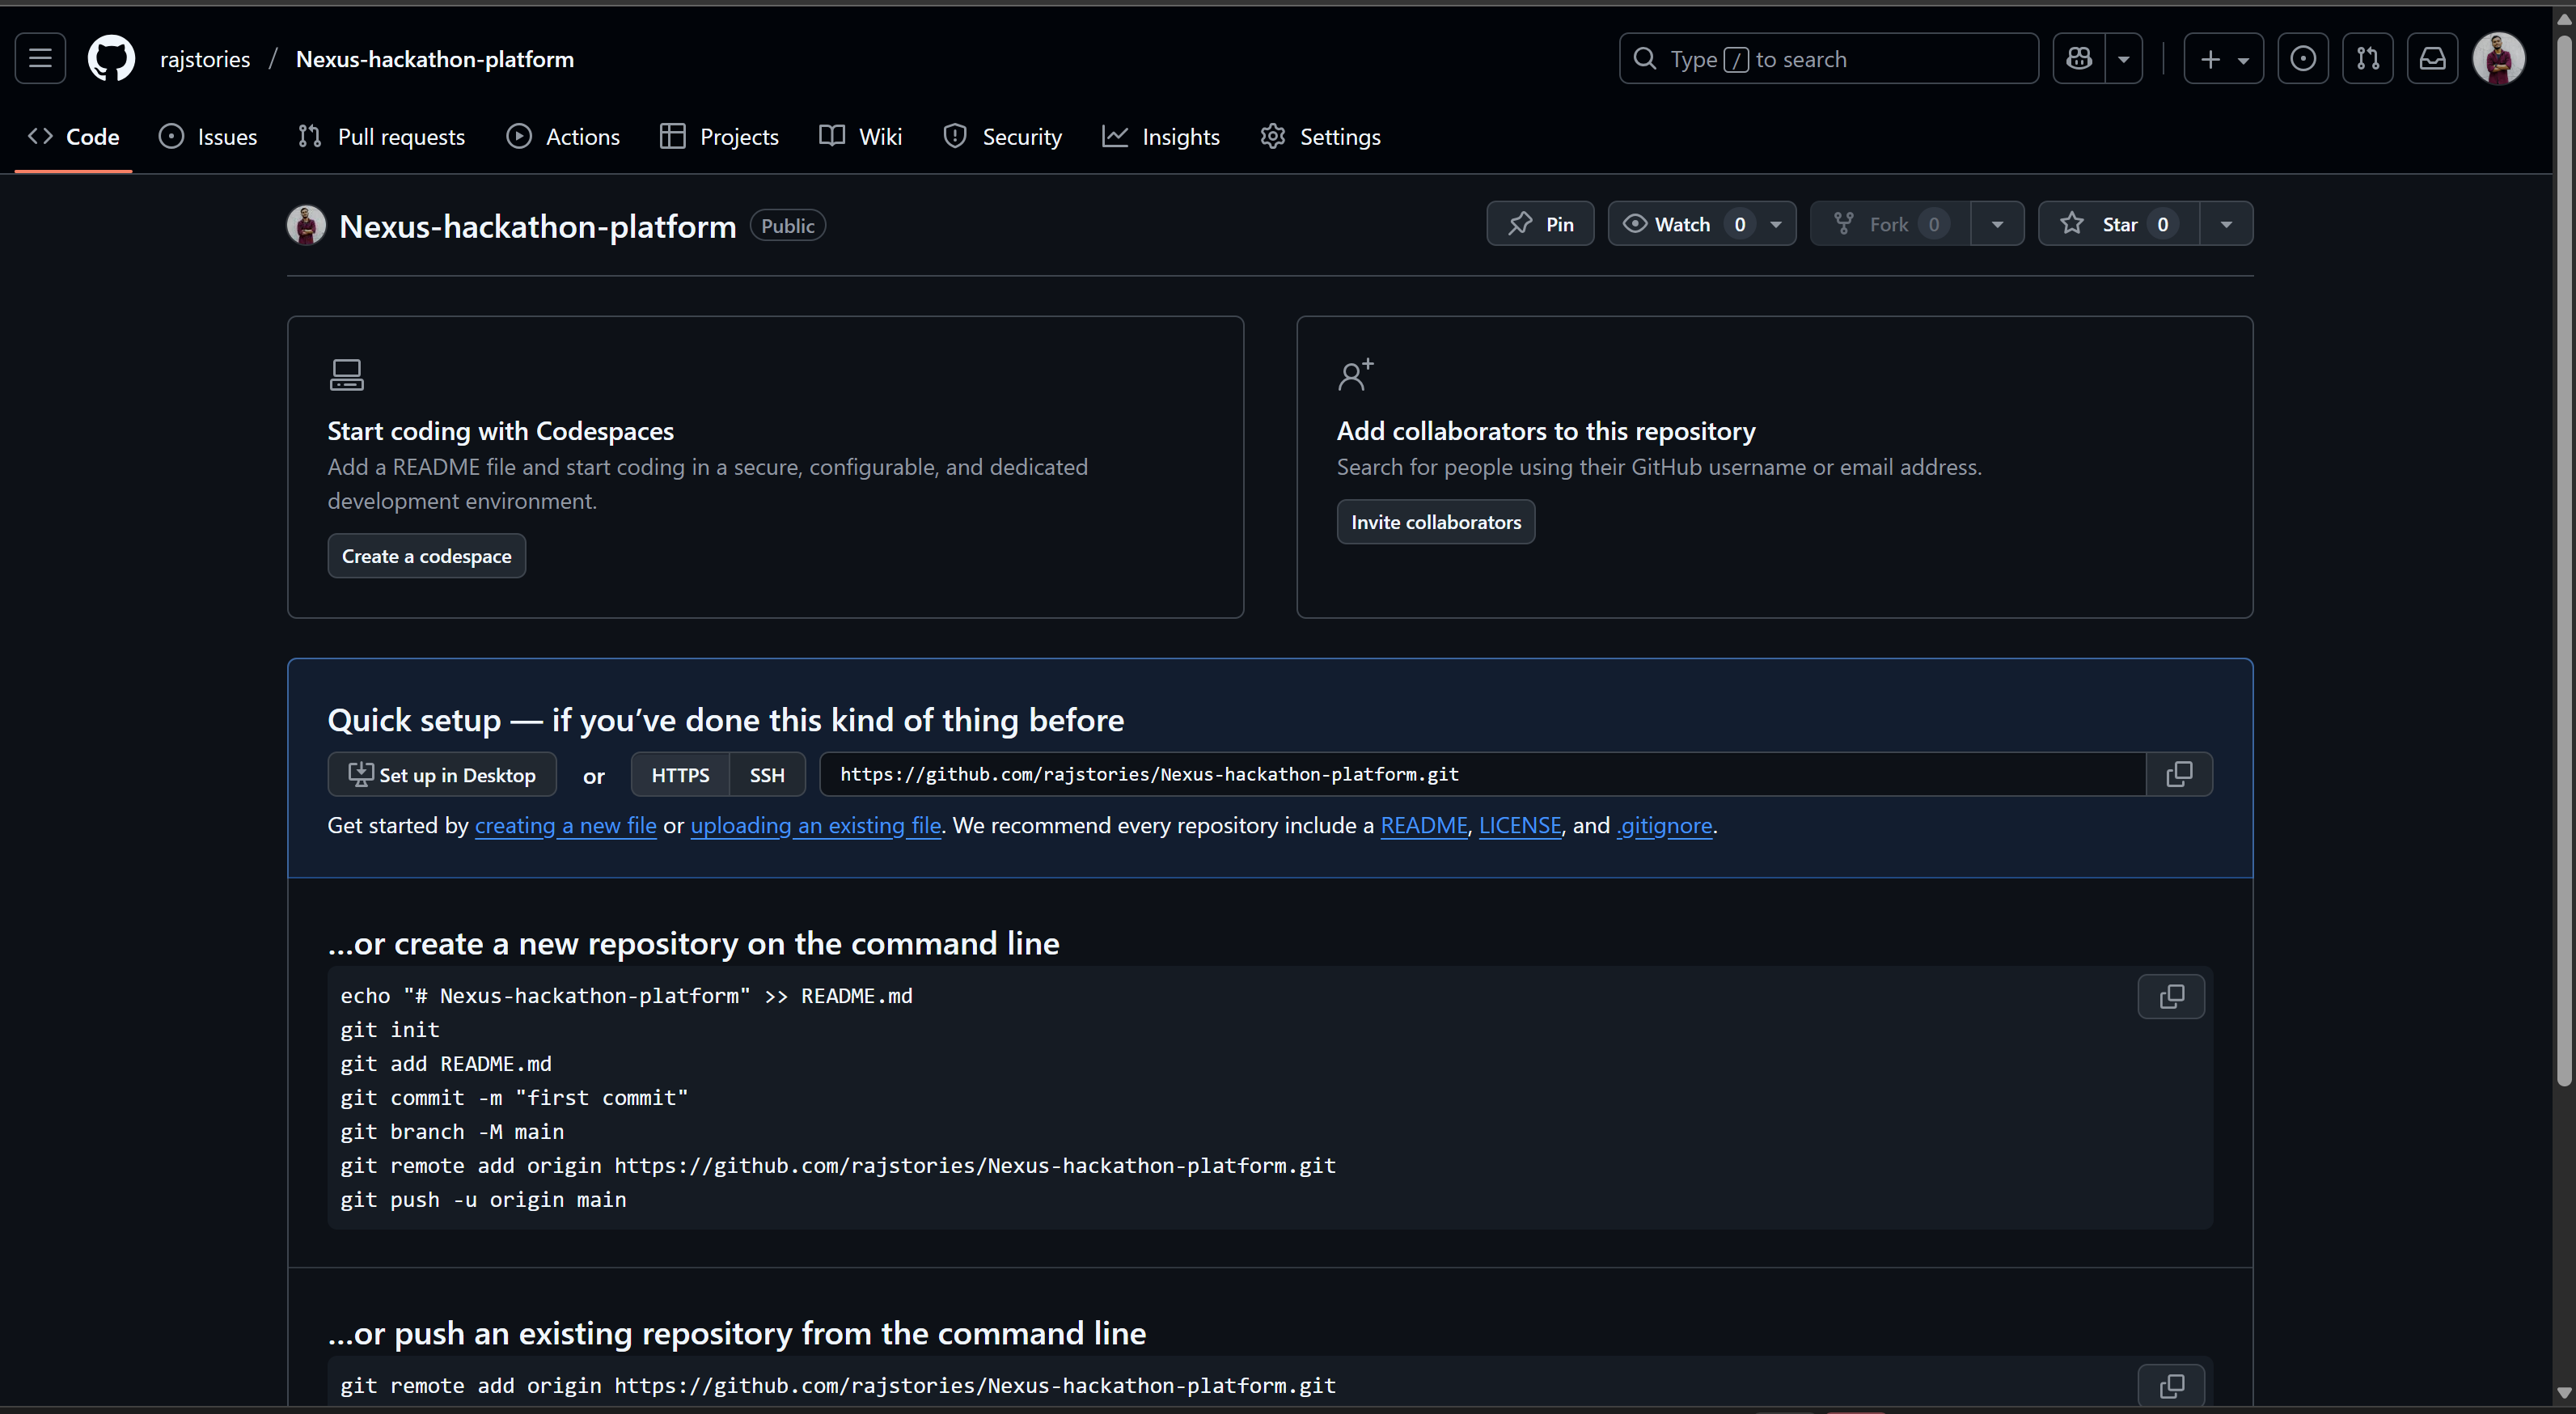 rajstories / Nexus-hackathon-platform
Type / to search
Code Issues Pull requests Actions Projects Wiki Security Insights Settings
Nexus-hackathon-platform Public
Pin Watch 0 Fork 0 Star 0
Start coding with Codespaces
Add a README file and start coding in a secure, configurable, and dedicated
development environment.
Create a codespace
Add collaborators to this repository
Search for people using their GitHub username or email address.
Invite collaborators
Quick setup — if you’ve done this kind of thing before
Set up in Desktop or HTTPS SSH https://github.com/rajstories/Nexus-hackathon-platform.git
Get started by creating a new file or uploading an existing file. We recommend every repository include a README, LICENSE, and .gitignore.
…or create a new repository on the command line
echo "# Nexus-hackathon-platform" >> README.md
git init
git add README.md
git commit -m "first commit"
git branch -M main
git remote add origin https://github.com/rajstories/Nexus-hackathon-platform.git
git push -u origin main
…or push an existing repository from the command line
git remote add origin https://github.com/rajstories/Nexus-hackathon-platform.git